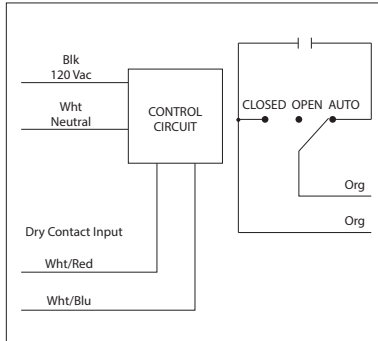 Blk
120 Vac
Wht
Neutral
CONTROL
CIRCUIT
CLOSED OPEN AUTO
Org
Org
Dry Contact Input
Wht/Red
Wht/Blu